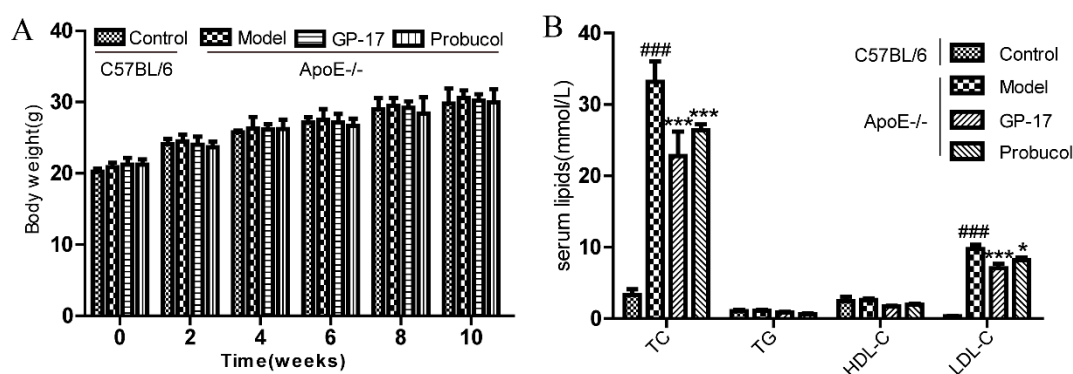 A
Control Model GP-17 Probucol
C57BL/6 ApoE-/-
Body weight(g)
40
30
20
10
0
0 2 4 6 8 10
Time(weeks)
B
C57BL/6
Control
Model
ApoE-/-
GP-17
Probucol
serum lipids(mmol/L)
40
30
20
10
0
###
*** ***
###
*** *
TC TG HDL-C LDL-C